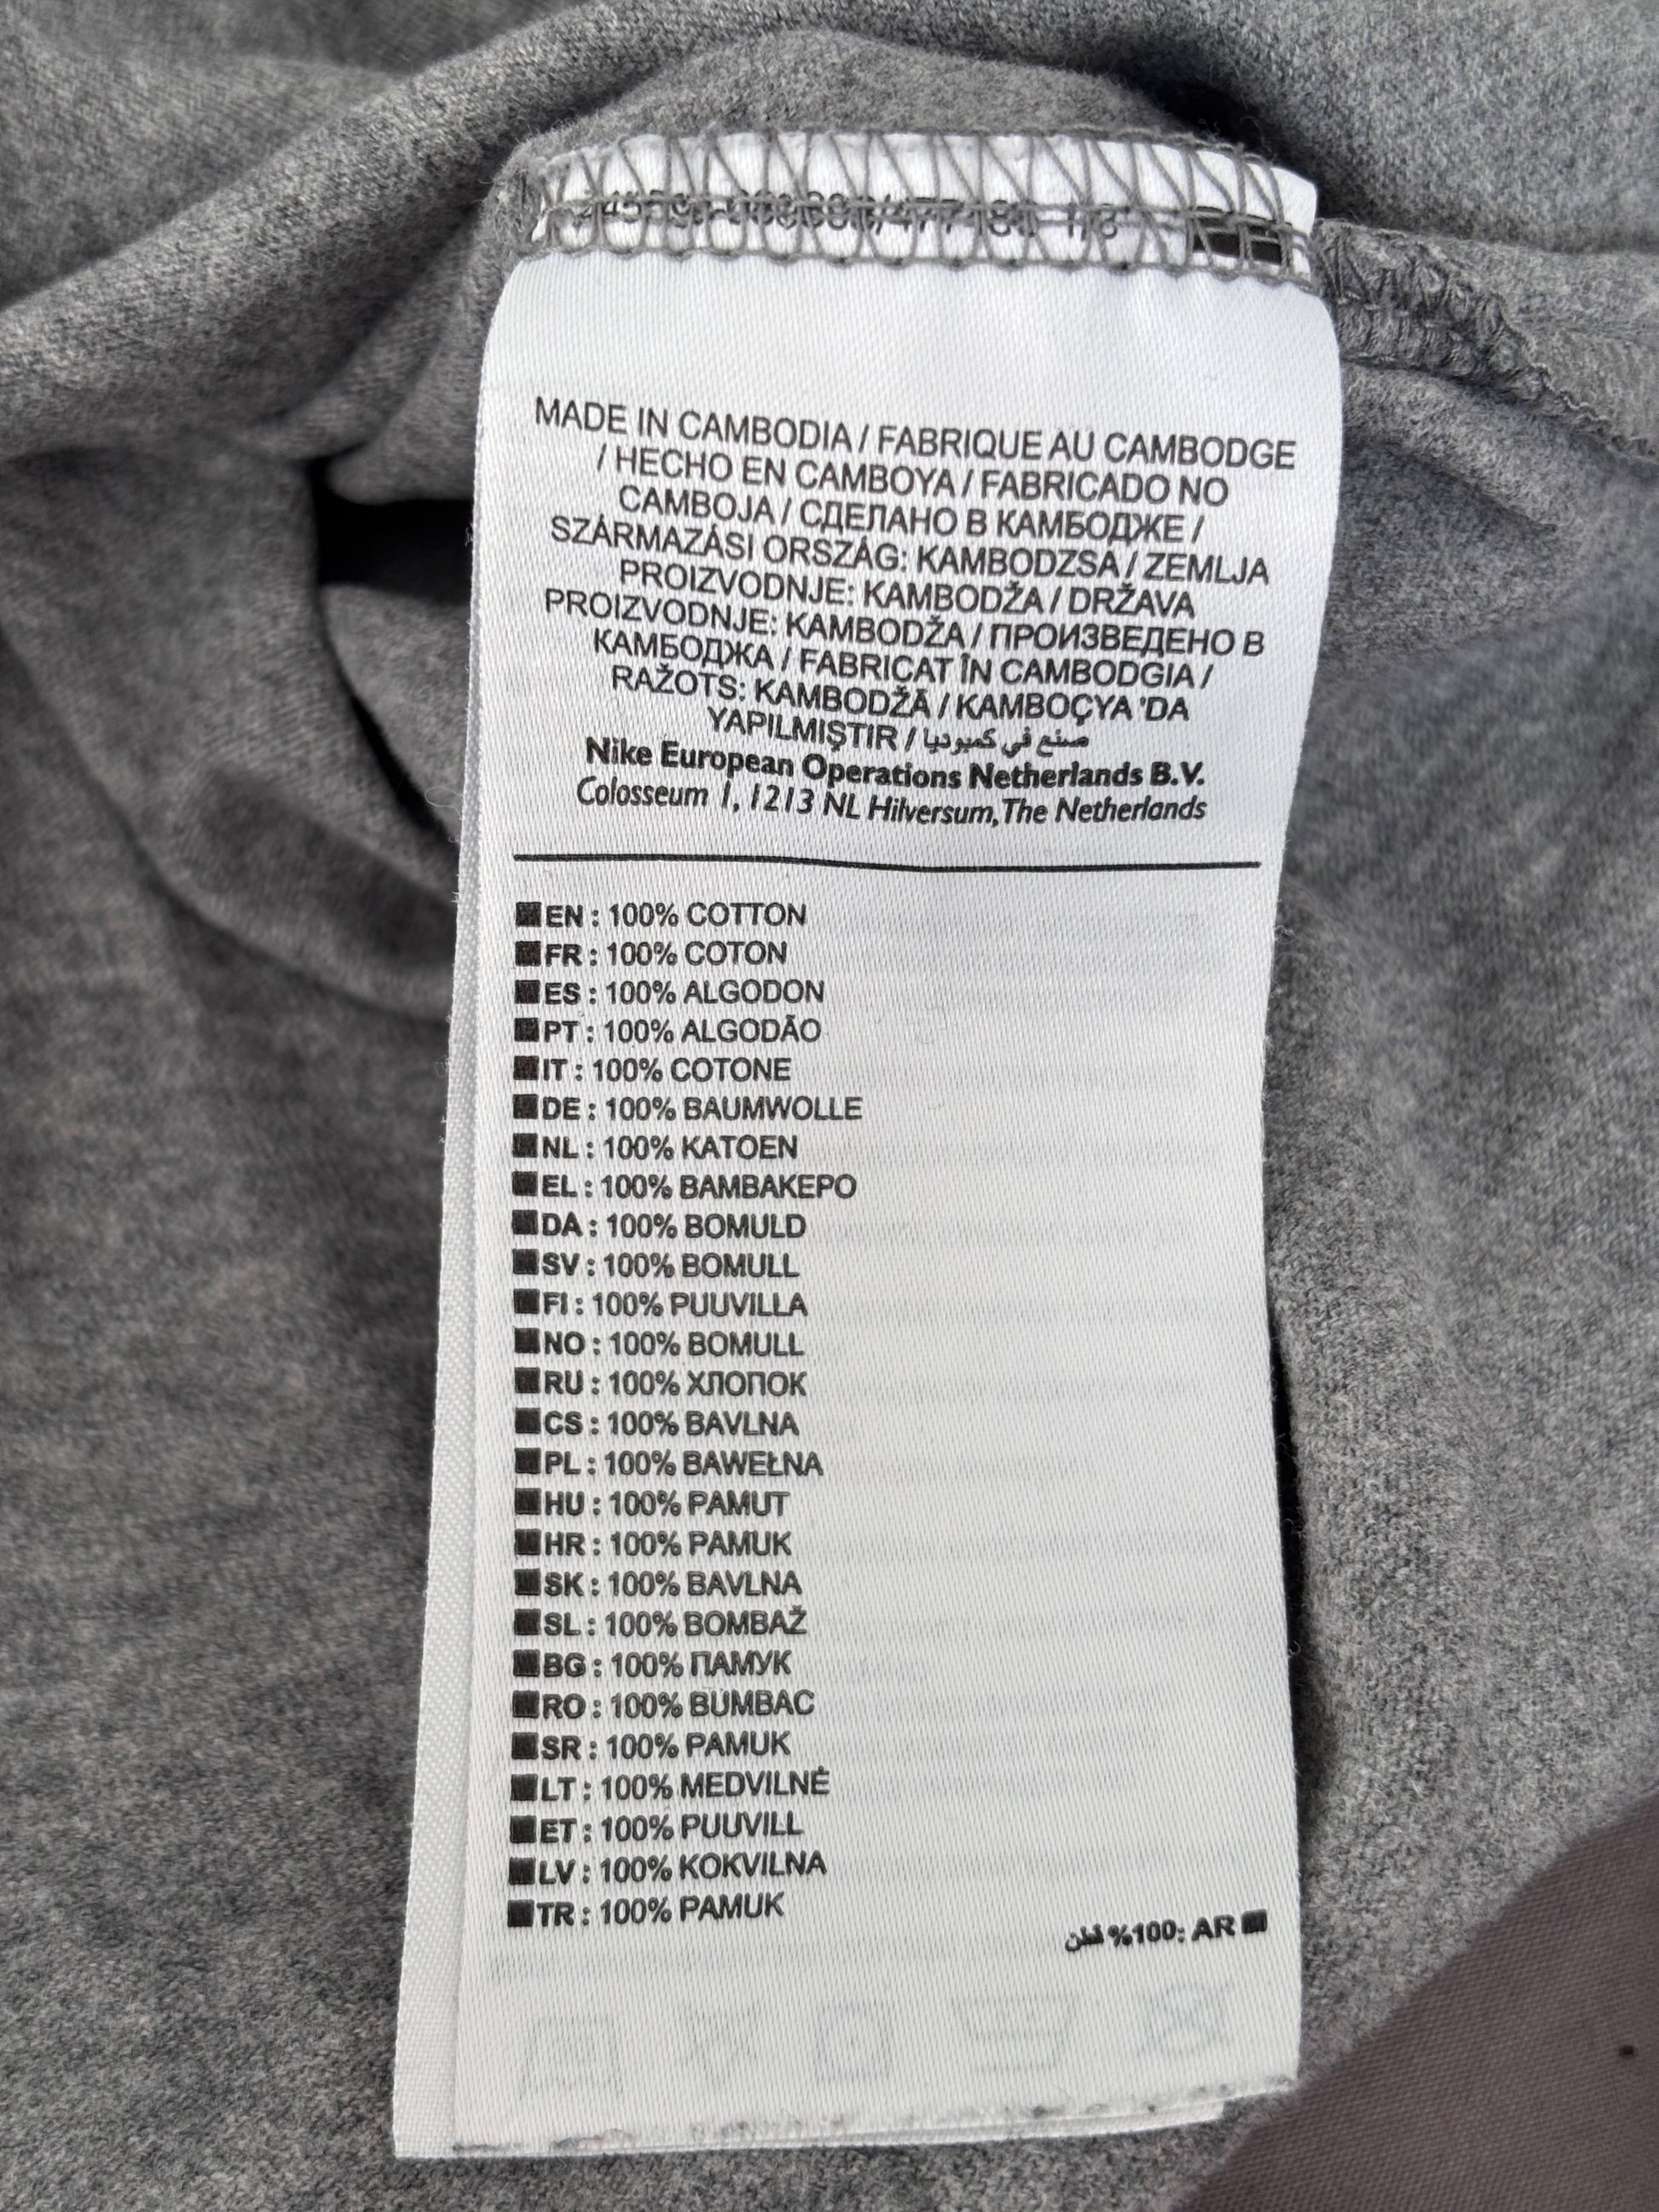 MADE IN CAMBODIA / FABRIQUE AU CAMBODGE
/ HECHO EN CAMBOYA / FABRICADO NO
CAMBOJA / СДЕЛАНО В КАМБОДЖЕ /
SZÁRMAZÁSI ORSZÁG: KAMBODZSA / ZEMLJA
PROIZVODNJE: KAMBODŽA / DRŽAVA
PROIZVODNJE: KAMBODŽA / ПРОИЗВЕДЕНО В
КАМБОДЖА / FABRICAT ÎN CAMBODGIA /
RAŽOTS: KAMBODŽĀ / KAMBOÇYA 'DA
YAPILMIŞTIR / صنع في كمبوديا
Nike European Operations Netherlands B.V.
Colosseum 1, 1213 NL Hilversum, The Netherlands
EN : 100% COTTON
FR : 100% COTON
ES : 100% ALGODON
PT : 100% ALGODÃO
IT : 100% COTONE
DE : 100% BAUMWOLLE
NL : 100% KATOEN
EL : 100% BAMBAKEPO
DA : 100% BOMULD
SV : 100% BOMULL
FI : 100% PUUVILLA
NO : 100% BOMULL
RU : 100% ХЛОПОК
CS : 100% BAVLNA
PL : 100% BAWEŁNA
HU : 100% PAMUT
HR : 100% PAMUK
SK : 100% BAVLNA
SL : 100% BOMBAŽ
BG : 100% ПАМУК
RO : 100% BUMBAC
SR : 100% PAMUK
LT : 100% MEDVILNĖ
ET : 100% PUUVILL
LV : 100% KOKVILNA
TR : 100% PAMUK
AR :100% قطن